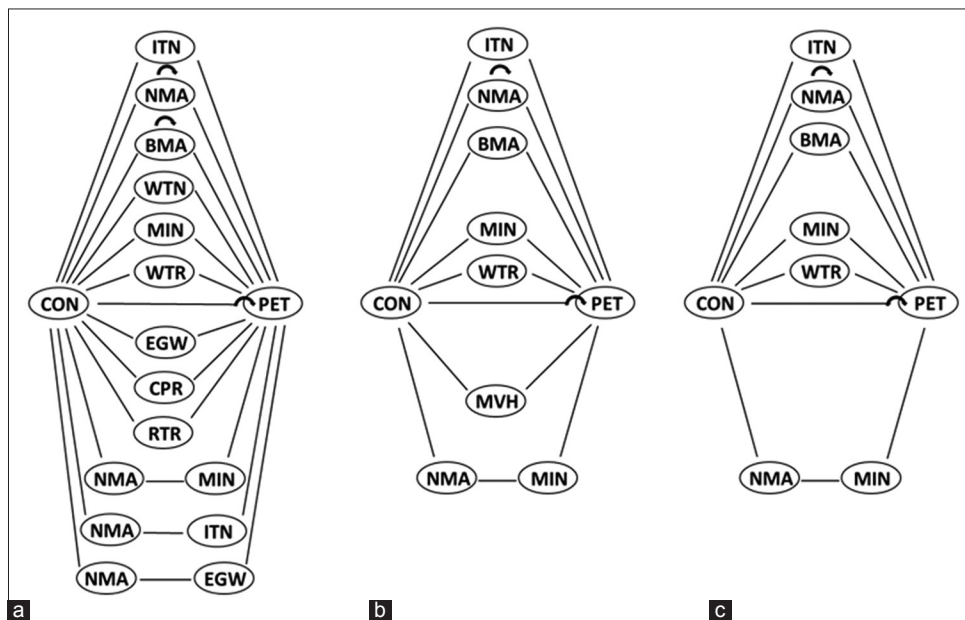 ITN
NMA
BMA
WTN
MIN
WTR
CON PET
EGW
CPR
RTR
NMA MIN
NMA ITN
NMA EGW
a
ITN
NMA
BMA
MIN
WTR
CON PET
MVH
NMA MIN
b
ITN
NMA
BMA
MIN
WTR
CON PET
NMA MIN
c